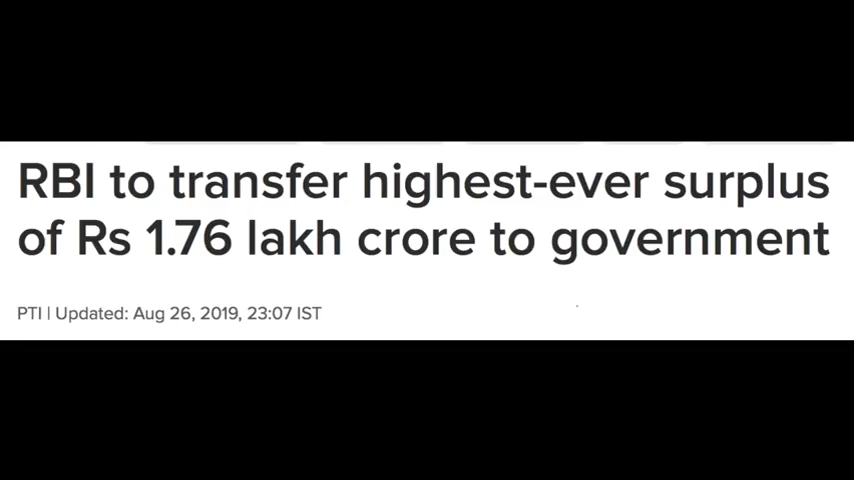 RBI to transfer highest-ever surplus
of Rs 1.76 lakh crore to government
PTI | Updated: Aug 26, 2019, 23:07 IST